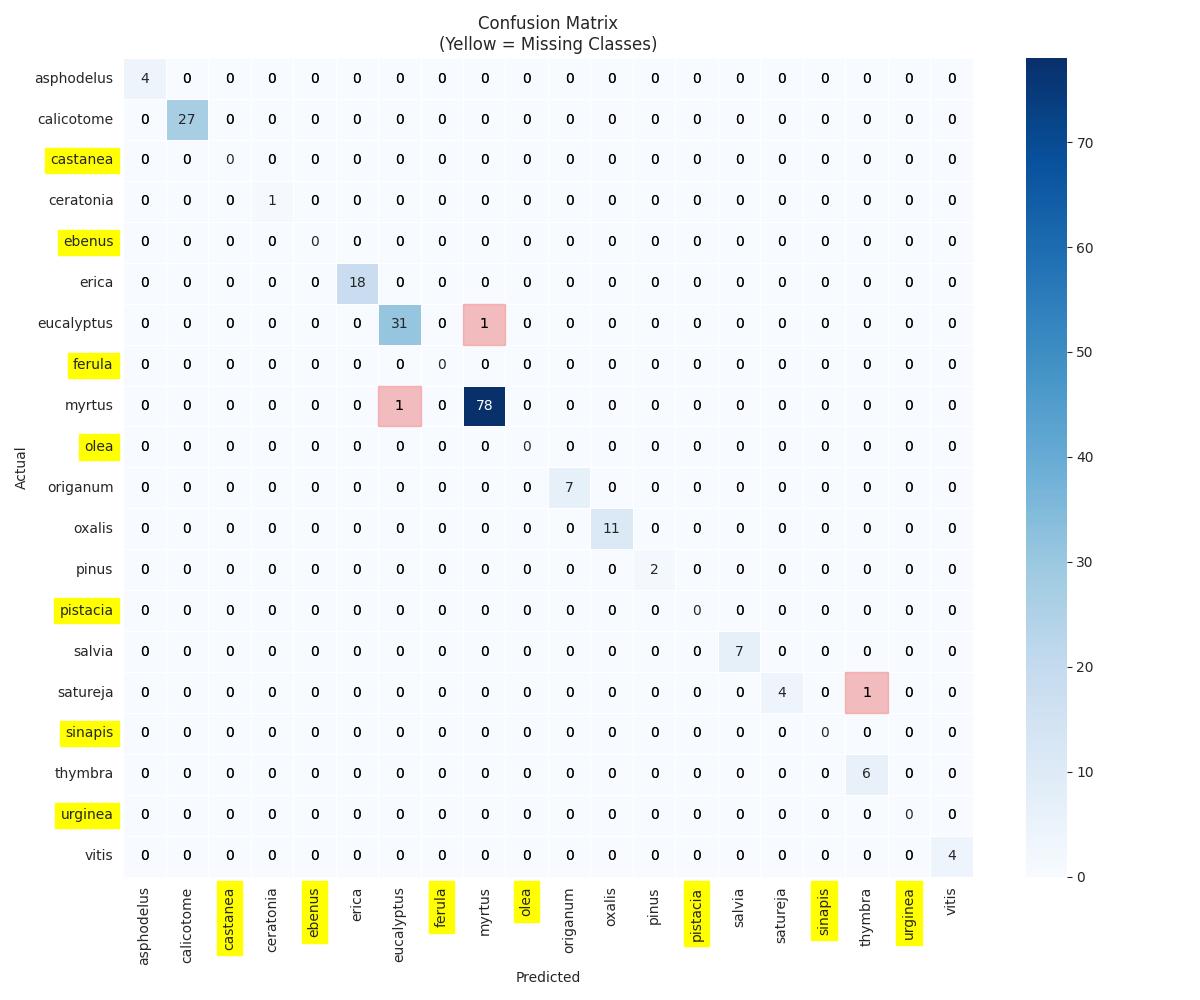 Confusion Matrix
(Yellow = Missing Classes)
asphodelus 4 0 0 0 0 0 0 0 0 0 0 0 0 0 0 0 0 0 0 0
calicotome 0 27 0 0 0 0 0 0 0 0 0 0 0 0 0 0 0 0 0 0
castanea 0 0 0 0 0 0 0 0 0 0 0 0 0 0 0 0 0 0 0 0
ceratonia 0 0 0 1 0 0 0 0 0 0 0 0 0 0 0 0 0 0 0 0
ebenus 0 0 0 0 0 0 0 0 0 0 0 0 0 0 0 0 0 0 0 0
erica 0 0 0 0 0 18 0 0 0 0 0 0 0 0 0 0 0 0 0 0
eucalyptus 0 0 0 0 0 0 31 0 1 0 0 0 0 0 0 0 0 0 0 0
ferula 0 0 0 0 0 0 0 0 0 0 0 0 0 0 0 0 0 0 0 0
myrtus 0 0 0 0 0 0 1 0 78 0 0 0 0 0 0 0 0 0 0 0
olea 0 0 0 0 0 0 0 0 0 0 0 0 0 0 0 0 0 0 0 0
origanum 0 0 0 0 0 0 0 0 0 0 7 0 0 0 0 0 0 0 0 0
oxalis 0 0 0 0 0 0 0 0 0 0 0 11 0 0 0 0 0 0 0 0
pinus 0 0 0 0 0 0 0 0 0 0 0 0 2 0 0 0 0 0 0 0
pistacia 0 0 0 0 0 0 0 0 0 0 0 0 0 0 0 0 0 0 0 0
salvia 0 0 0 0 0 0 0 0 0 0 0 0 0 0 7 0 0 0 0 0
satureja 0 0 0 0 0 0 0 0 0 0 0 0 0 0 0 4 0 1 0 0
sinapis 0 0 0 0 0 0 0 0 0 0 0 0 0 0 0 0 0 0 0 0
thymbra 0 0 0 0 0 0 0 0 0 0 0 0 0 0 0 0 0 6 0 0
urginea 0 0 0 0 0 0 0 0 0 0 0 0 0 0 0 0 0 0 0 0
vitis 0 0 0 0 0 0 0 0 0 0 0 0 0 0 0 0 0 0 0 4
Actual
asphodelus
calicotome
castanea
ceratonia
ebenus
erica
eucalyptus
ferula
myrtus
olea
origanum
oxalis
pinus
pistacia
salvia
satureja
sinapis
thymbra
urginea
vitis
Predicted
70
60
50
40
30
20
10
0